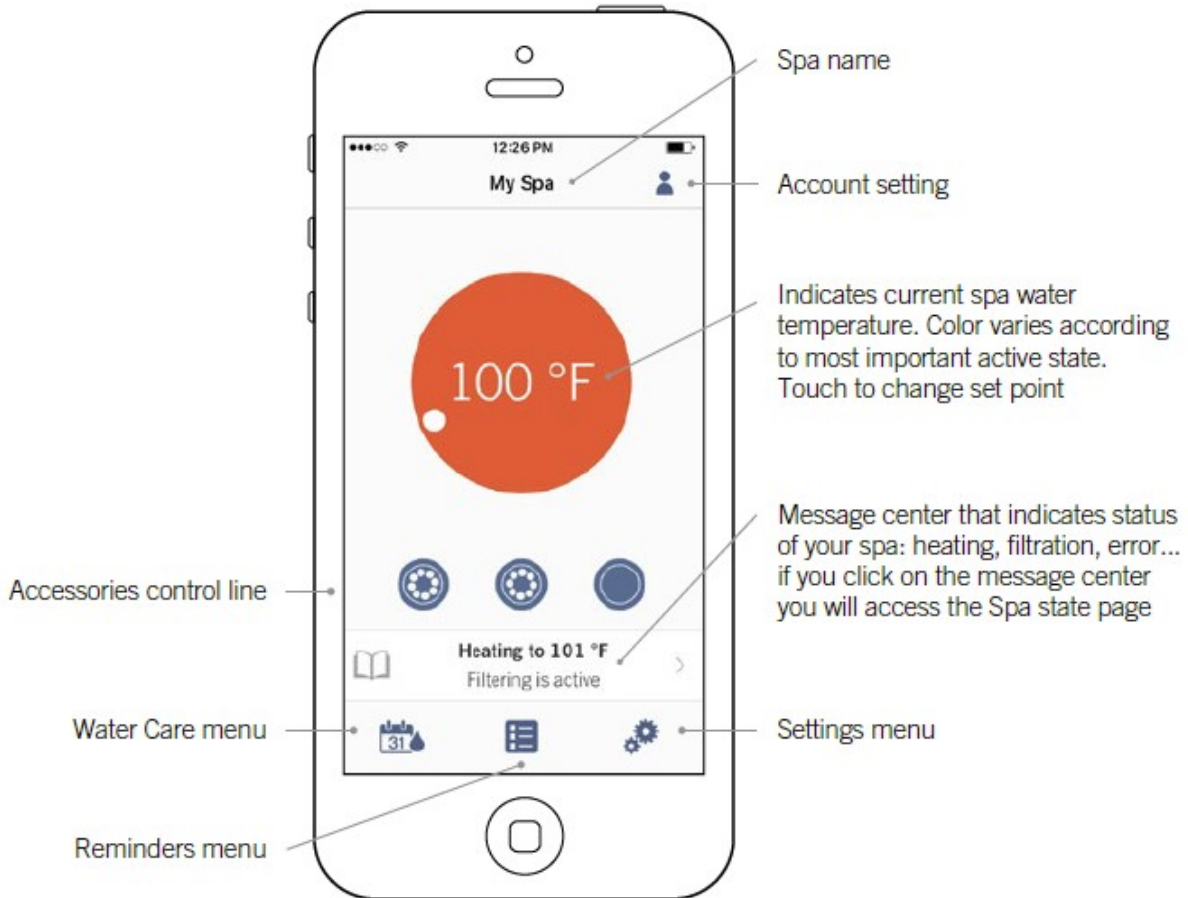 Spa name
12:26 PM
My Spa
Account setting
Indicates current spa water
temperature. Color varies according
to most important active state.
Touch to change set point
100 °F
Message center that indicates status
of your spa: heating, filtration, error...
if you click on the message center
you will access the Spa state page
Accessories control line
Heating to 101 °F
Filtering is active
Water Care menu
31
Settings menu
Reminders menu